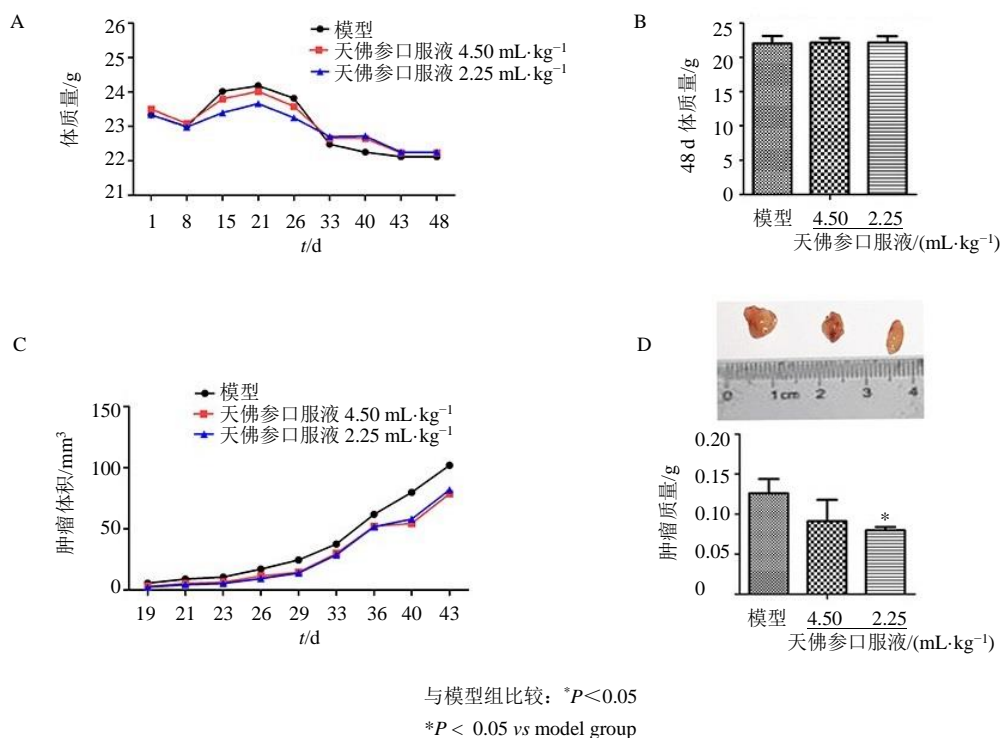 A
26
25
24
23
22
21
体质量/g
模型
天佛参口服液 4.50 mL·kg⁻¹
天佛参口服液 2.25 mL·kg⁻¹
1 8 15 21 26 33 40 43 48
t/d
B
25
20
15
10
5
0
48 d 体质量/g
模型 4.50 2.25
天佛参口服液/(mL·kg⁻¹)
C
150
100
50
0
肿瘤体积/mm³
模型
天佛参口服液 4.50 mL·kg⁻¹
天佛参口服液 2.25 mL·kg⁻¹
19 21 23 26 29 33 36 40 43
t/d
D
0 1 cm 2 3 4
0.20
0.15
0.10
0.05
0
肿瘤质量/g
*
模型 4.50 2.25
天佛参口服液/(mL·kg⁻¹)
与模型组比较：*P＜0.05
*P < 0.05 vs model group